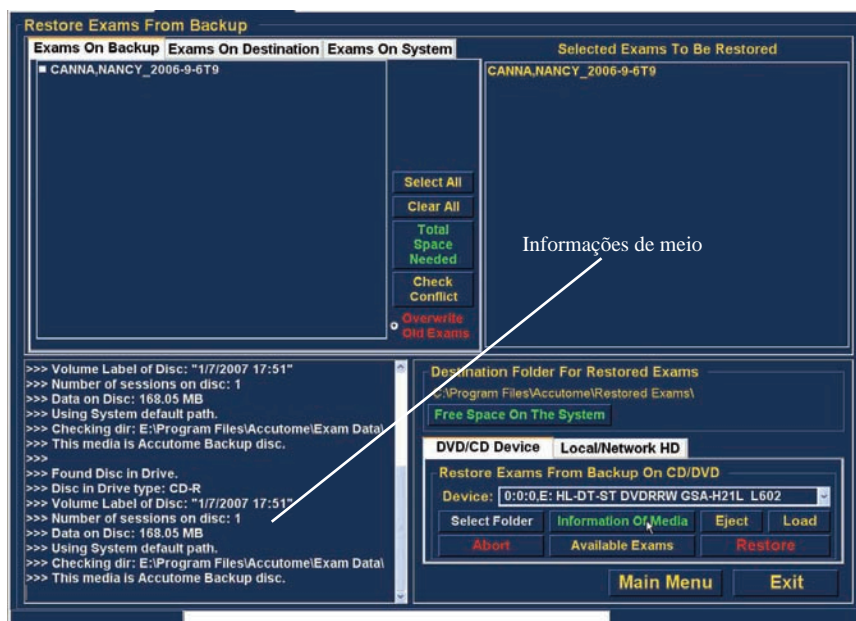 Restore Exams From Backup
Exams On Backup Exams On Destination Exams On System
CANNA,NANCY_2006-9-6T9
Select All
Clear All
Total
Space
Needed
Check
Conflict
Overwrite
Old Exams
Selected Exams To Be Restored
CANNA,NANCY_2006-9-6T9
Informações de meio
>>> Volume Label of Disc: "1/7/2007 17:51"
>>> Number of sessions on disc: 1
>>> Data on Disc: 168.05 MB
>>> Using System default path.
>>> Checking dir: E:\Program Files\Accutome\Exam Data\
>>> This media is Accutome Backup disc.
>>>
>>> Found Disc in Drive.
>>> Disc in Drive type: CD-R
>>> Volume Label of Disc: "1/7/2007 17:51"
>>> Number of sessions on disc: 1
>>> Data on Disc: 168.05 MB
>>> Using System default path.
>>> Checking dir: E:\Program Files\Accutome\Exam Data\
>>> This media is Accutome Backup disc.
Destination Folder For Restored Exams
C:\Program Files\Accutome\Restored Exams\
Free Space On The System
DVD/CD Device Local/Network HD
Restore Exams From Backup On CD/DVD
Device: 0:0:0,E: HL-DT-ST DVDRRW GSA-H21L L602
Select Folder Information Of Media Eject Load
Abort Available Exams Restore
Main Menu Exit